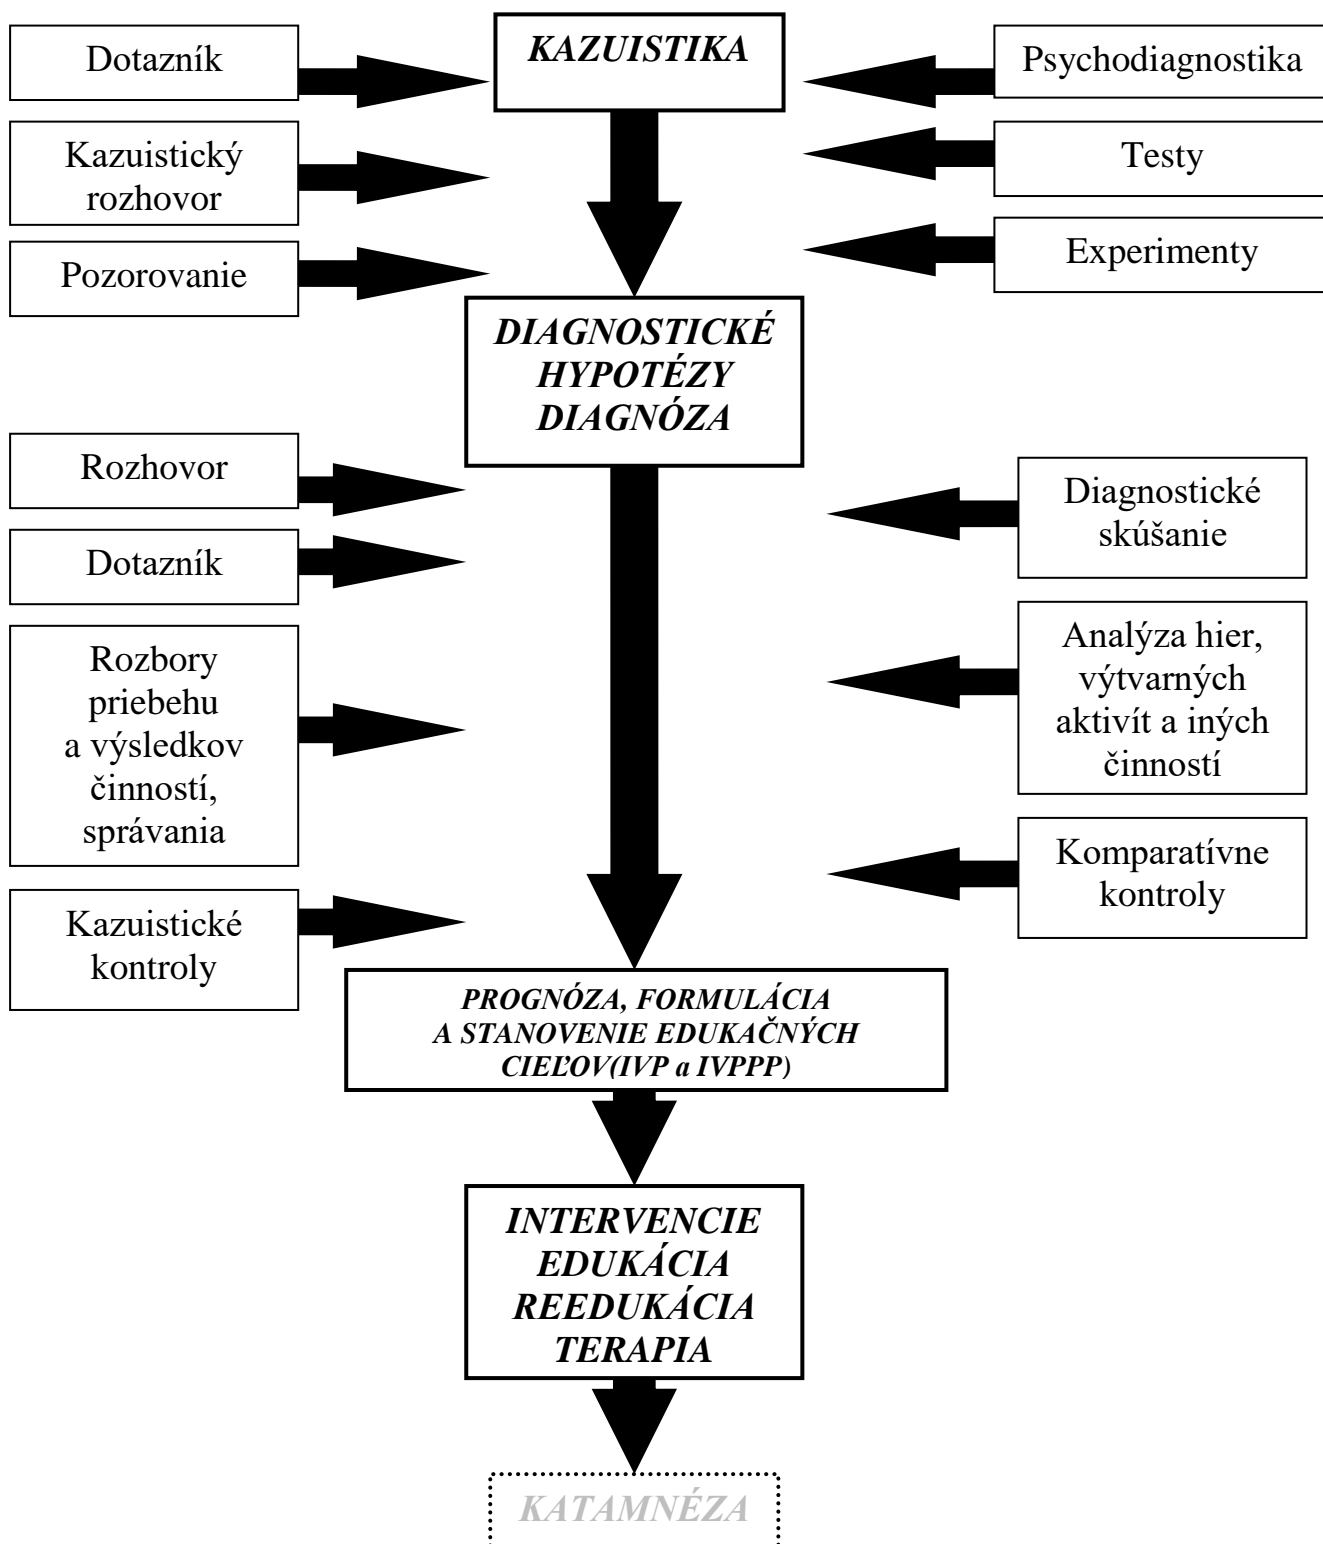 KAZUISTIKA
Dotazník
Psychodiagnostika
Kazuistický
rozhovor
Testy
Pozorovanie
Experimenty
DIAGNOSTICKÉ
HYPOTÉZY
DIAGNÓZA
Rozhovor
Diagnostické
skúšanie
Dotazník
Rozbory
priebehu
a výsledkov
činností,
správania
Analýza hier,
výtvarných
aktivít a iných
činností
Kazuistické
kontroly
Komparatívne
kontroly
PROGNÓZA, FORMULÁCIA
A STANOVENIE EDUKAČNÝCH
CIEĽOV(IVP a IVPPP)
INTERVENCIE
EDUKÁCIA
REEDUKÁCIA
TERAPIA
KATAMNÉZA